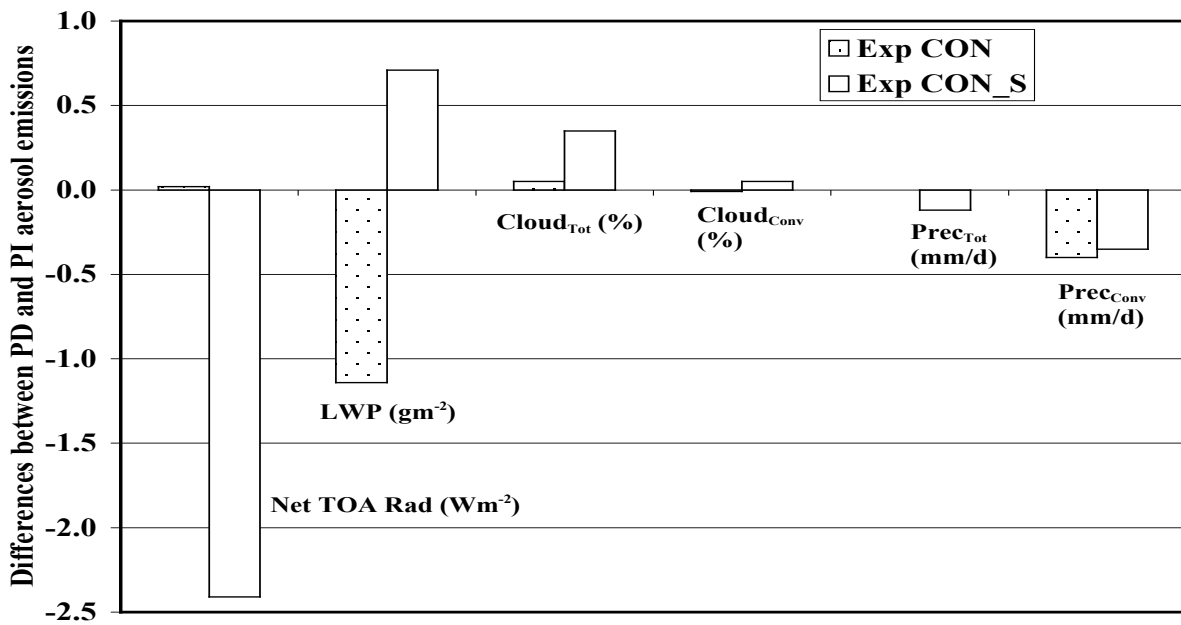 Differences between PD and PI aerosol emissions
1.0
0.5
0.0
-0.5
-1.0
-1.5
-2.0
-2.5
Exp CON
Exp CON_S
Net TOA Rad (Wm⁻²)
LWP (gm⁻²)
Cloud_Tot (%)
Cloud_Conv
(%)
Prec_Tot
(mm/d)
Prec_Conv
(mm/d)